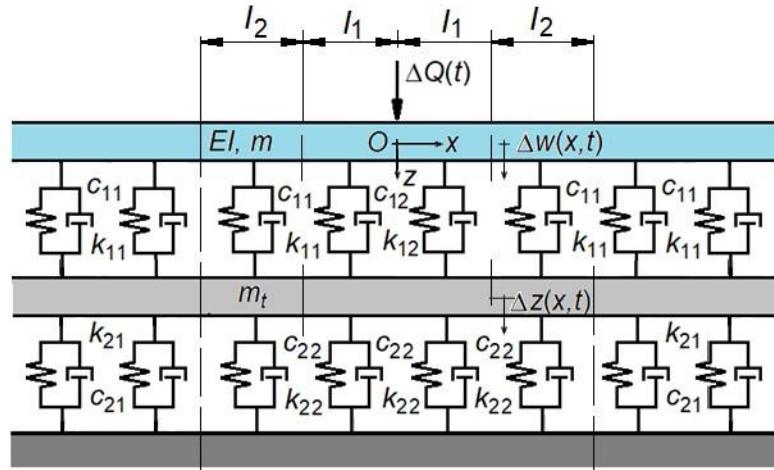 l₂ l₁ l₁ l₂
ΔQ(t)
EI, m O x Δw(x,t)
z
c₁₁ c₁₁ c₁₂ c₁₁ c₁₁
k₁₁ k₁₁ k₁₂ k₁₁ k₁₁
mₜ Δz(x,t)
k₂₁ c₂₂ c₂₂ c₂₂ k₂₁
c₂₁ k₂₂ k₂₂ k₂₂ c₂₁